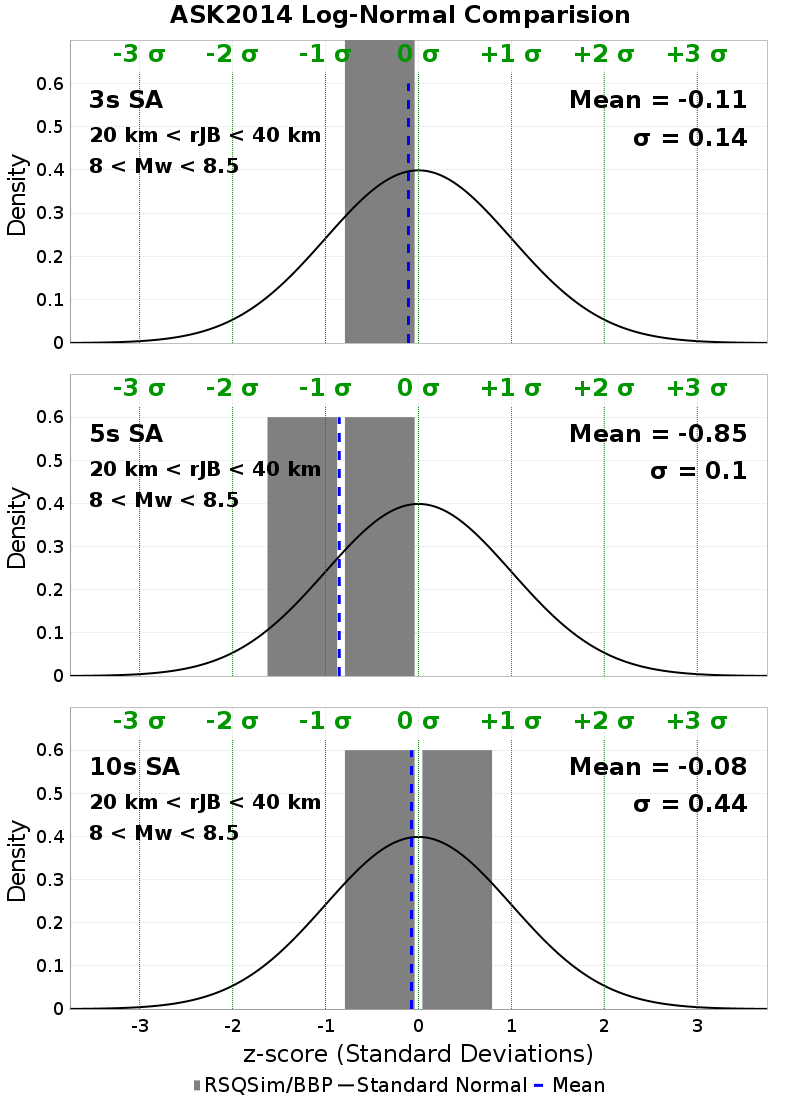 ASK2014 Log-Normal Comparision
-3 σ -2 σ -1 σ 0 σ +1 σ +2 σ +3 σ
3s SA
20 km < rJB < 40 km
8 < Mw < 8.5
Mean = -0.11
σ = 0.14
Density
0.6
0.5
0.4
0.3
0.2
0.1
0
-3 σ -2 σ -1 σ 0 σ +1 σ +2 σ +3 σ
5s SA
20 km < rJB < 40 km
8 < Mw < 8.5
Mean = -0.85
σ = 0.1
Density
0.6
0.5
0.4
0.3
0.2
0.1
0
-3 σ -2 σ -1 σ 0 σ +1 σ +2 σ +3 σ
10s SA
20 km < rJB < 40 km
8 < Mw < 8.5
Mean = -0.08
σ = 0.44
Density
0.6
0.5
0.4
0.3
0.2
0.1
0
-3 -2 -1 0 1 2 3
z-score (Standard Deviations)
RSQSim/BBP Standard Normal Mean